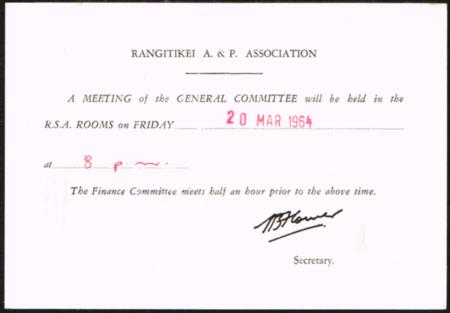 RANGITIKEI A. & P. ASSOCIATION
A MEETING of the GENERAL COMMITTEE will be held in the
R.S.A. ROOMS on FRIDAY 20 MAR 1964
at 8 p.m.
The Finance Committee meets half an hour prior to the above time.
Secretary.